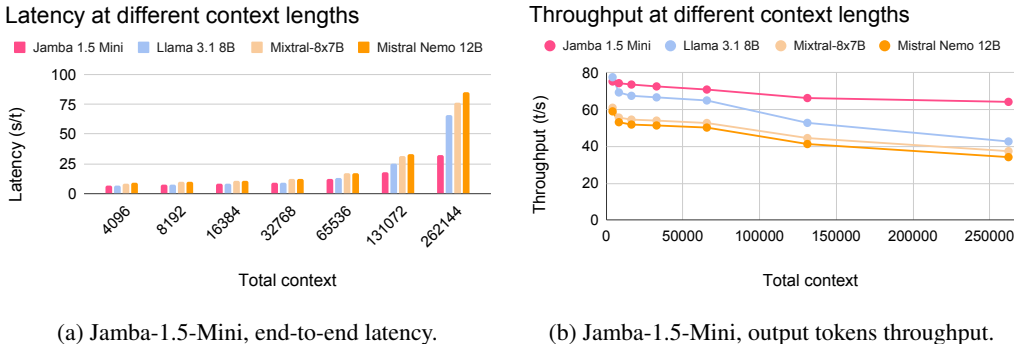 Latency at different context lengths
Jamba 1.5 Mini Llama 3.1 8B Mixtral-8x7B Mistral Nemo 12B
100
75
50
25
0
Latency (s/t)
4096 8192 16384 32768 65536 131072 262144
Total context
(a) Jamba-1.5-Mini, end-to-end latency.
Throughput at different context lengths
Jamba 1.5 Mini Llama 3.1 8B Mixtral-8x7B Mistral Nemo 12B
80
60
40
20
0
Throughput (t/s)
0 50000 100000 150000 200000 250000
Total context
(b) Jamba-1.5-Mini, output tokens throughput.